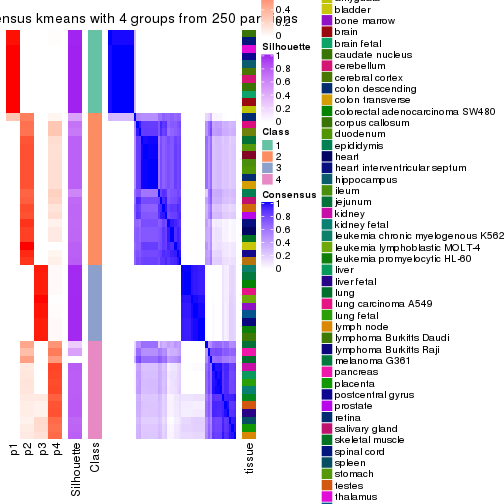 ensus kmeans with 4 groups from 250 par
ons
0.4
0.2
0
Silhouette
1
0.8
0.6
0.4
0.2
0
Class
1
2
3
4
Consensus
1
0.8
0.6
0.4
0.2
0
p1
p2
p3
p4
Silhouette
Class
tissue
bladder
bone marrow
brain
brain fetal
caudate nucleus
cerebellum
cerebral cortex
colon descending
colon transverse
colorectal adenocarcinoma SW480
corpus callosum
duodenum
epididymis
heart
heart interventricular septum
hippocampus
ileum
jejunum
kidney
kidney fetal
leukemia chronic myelogenous K562
leukemia lymphoblastic MOLT-4
leukemia promyelocytic HL-60
liver
liver fetal
lung
lung carcinoma A549
lung fetal
lymph node
lymphoma Burkitts Daudi
lymphoma Burkitts Raji
melanoma G361
pancreas
placenta
postcentral gyrus
prostate
retina
salivary gland
skeletal muscle
spinal cord
spleen
stomach
testes
thalamus